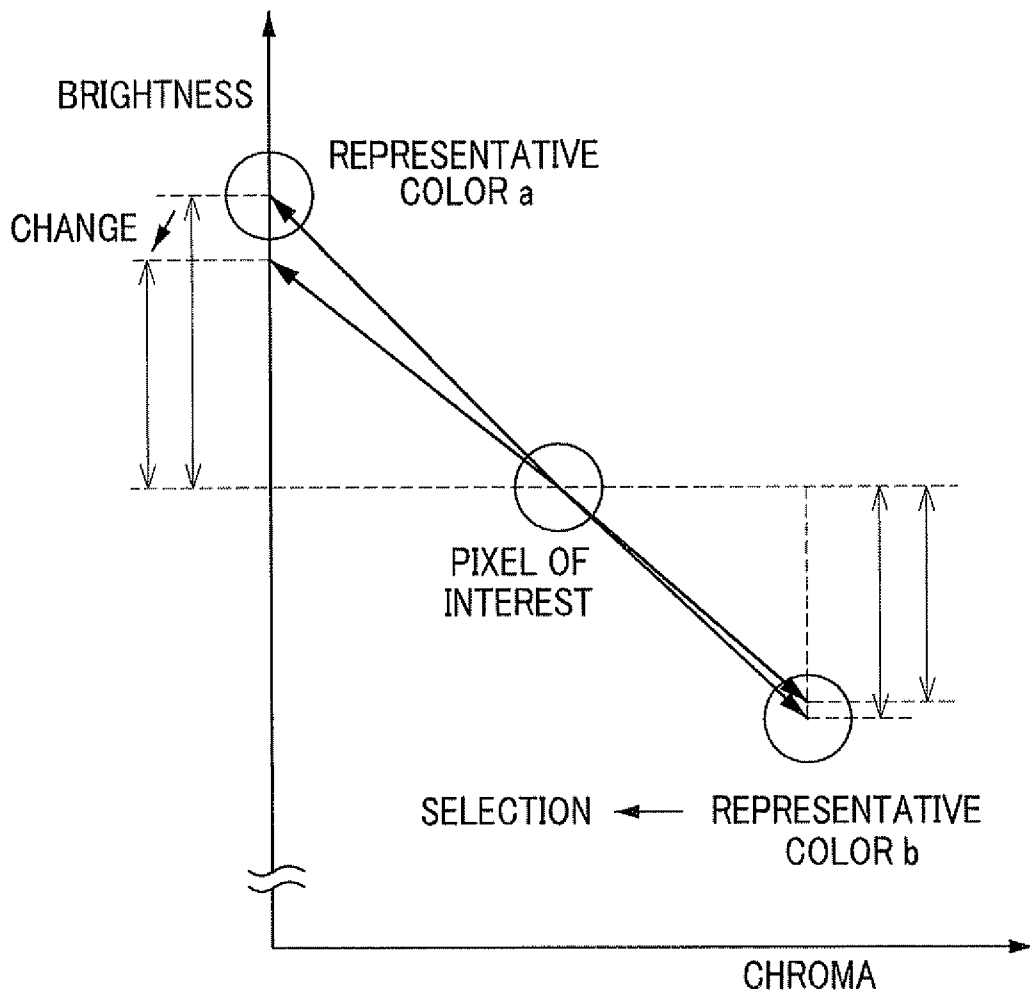 BRIGHTNESS
REPRESENTATIVE
COLOR a
CHANGE
PIXEL OF
INTEREST
SELECTION
REPRESENTATIVE
COLOR b
CHROMA